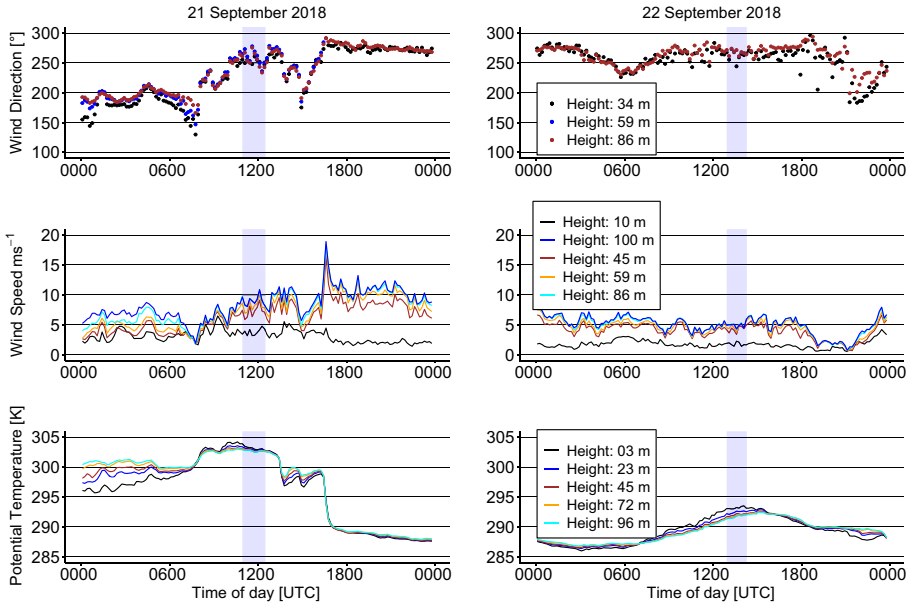 21 September 2018
22 September 2018
Wind Direction [°]
300
250
200
150
100
0000 0600 1200 1800 0000
300
250
200
150
100
Height: 34 m
Height: 59 m
Height: 86 m
0000 0600 1200 1800 0000
Wind Speed ms⁻¹
20
15
10
5
0
0000 0600 1200 1800 0000
20
15
10
5
0
Height: 10 m
Height: 100 m
Height: 45 m
Height: 59 m
Height: 86 m
0000 0600 1200 1800 0000
Potential Temperature [K]
305
300
295
290
285
0000 0600 1200 1800 0000
Time of day [UTC]
305
300
295
290
285
Height: 03 m
Height: 23 m
Height: 45 m
Height: 72 m
Height: 96 m
0000 0600 1200 1800 0000
Time of day [UTC]